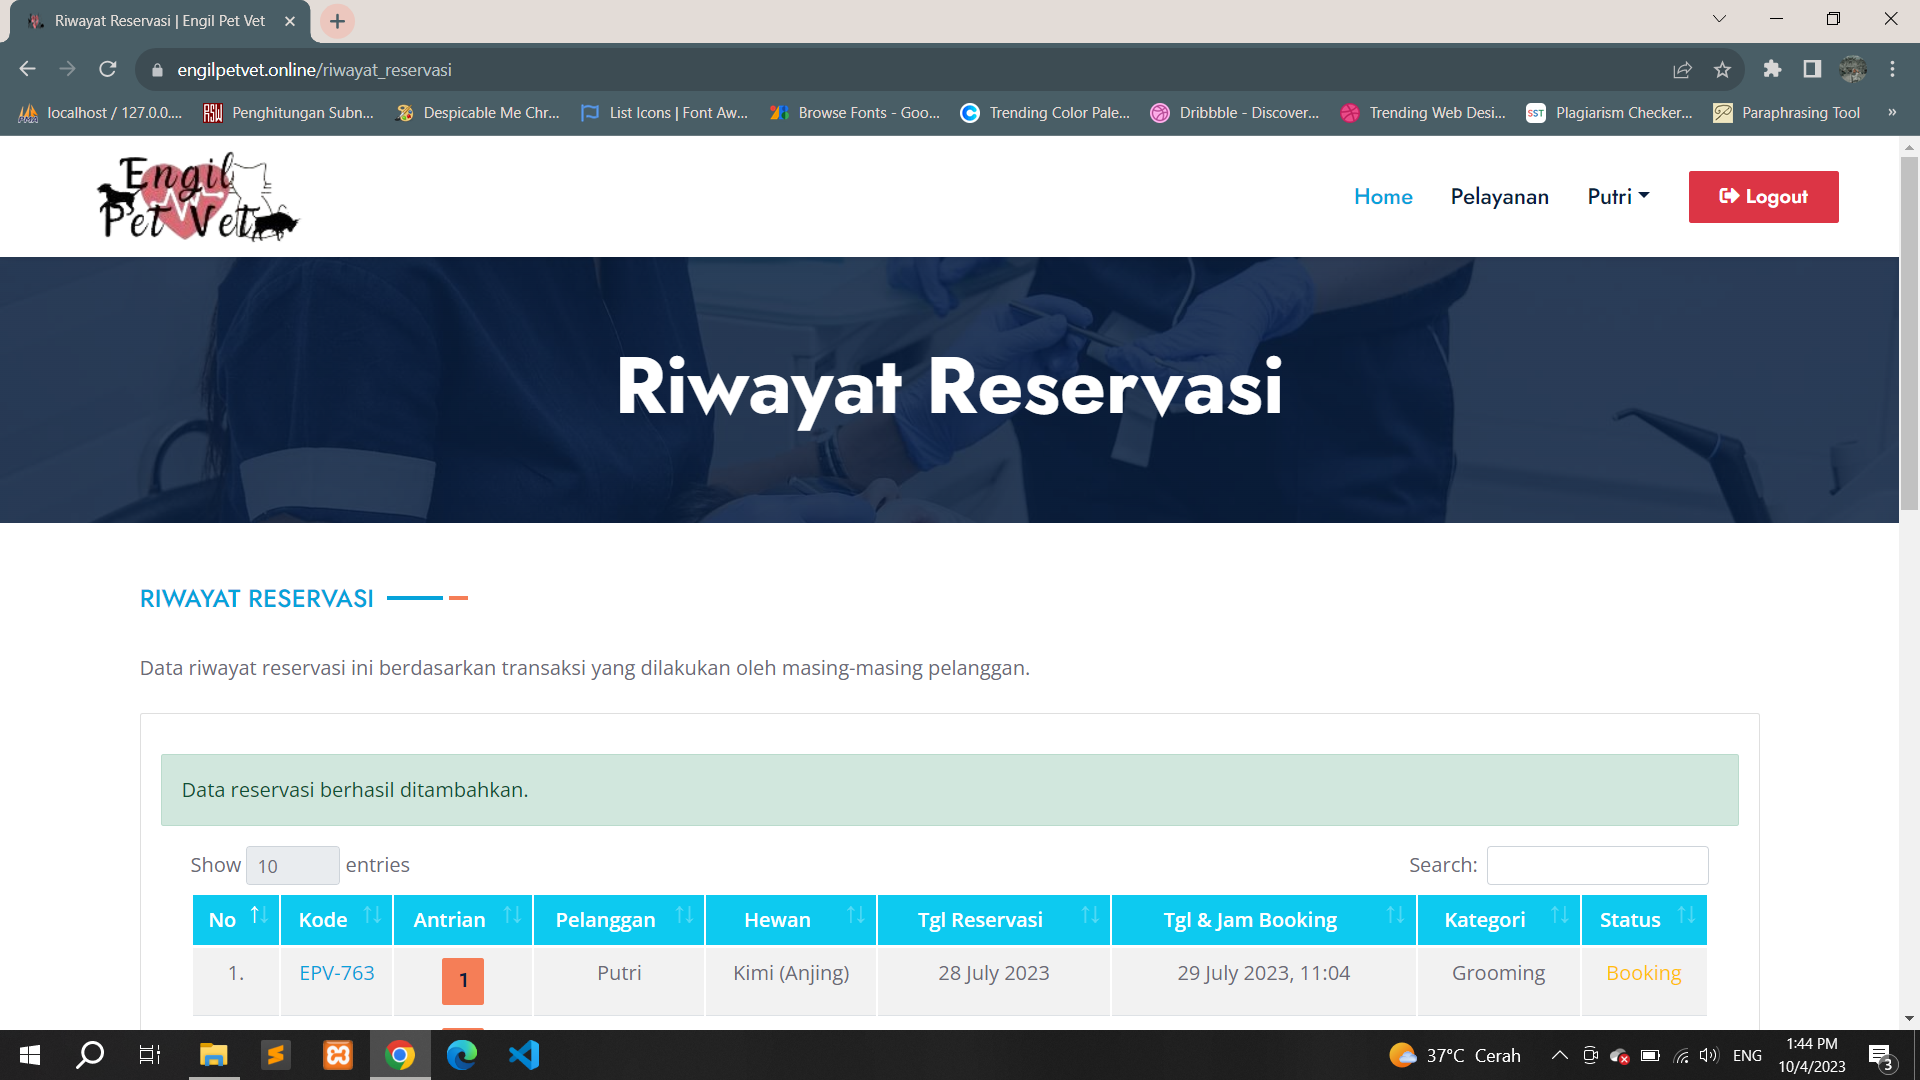 Riwayat Reservasi | Engil Pet Vet
engilpetvet.online/riwayat_reservasi
localhost / 127.0.0.... Penghitungan Subn... Despicable Me Chr... List Icons | Font Aw... Browse Fonts - Goo... Trending Color Pale... Dribbble - Discover... Trending Web Desi... SST Plagiarism Checker... Paraphrasing Tool »
Engil
Pet Vet
Home Pelayanan Putri Logout
Riwayat Reservasi
RIWAYAT RESERVASI
Data riwayat reservasi ini berdasarkan transaksi yang dilakukan oleh masing-masing pelanggan.
Data reservasi berhasil ditambahkan.
Show 10 entries Search:
No Kode Antrian Pelanggan Hewan Tgl Reservasi Tgl & Jam Booking Kategori Status
1. EPV-763 1 Putri Kimi (Anjing) 28 July 2023 29 July 2023, 11:04 Grooming Booking
37°C Cerah ENG 1:44 PM
10/4/2023 3